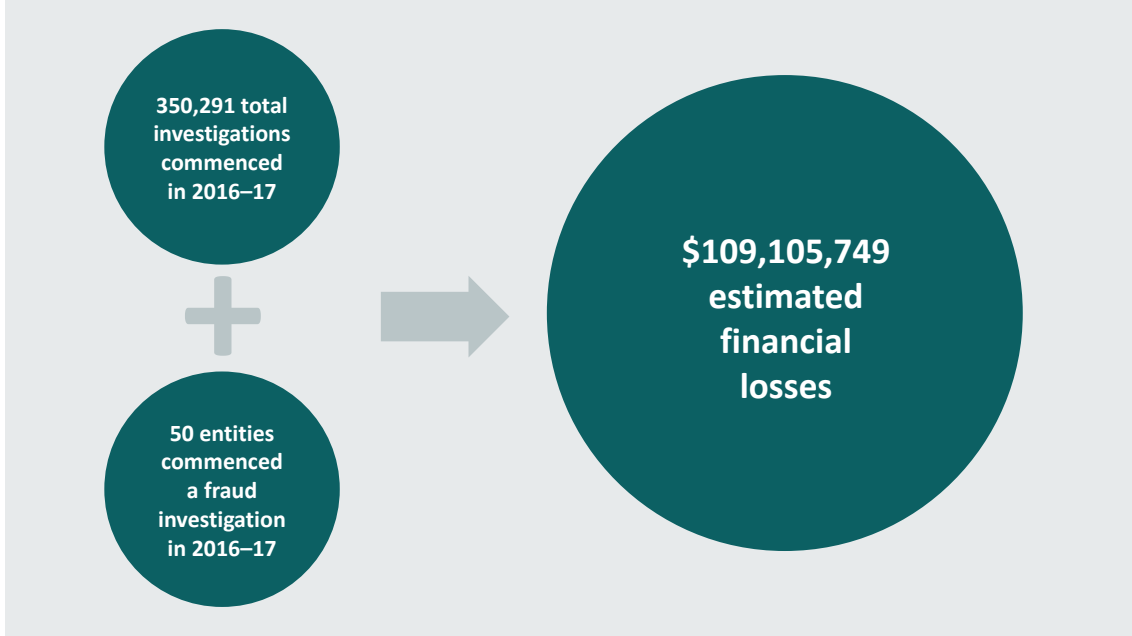 350,291 total
investigations
commenced
in 2016–17
50 entities
commenced
a fraud
investigation
in 2016–17
$109,105,749
estimated
financial
losses